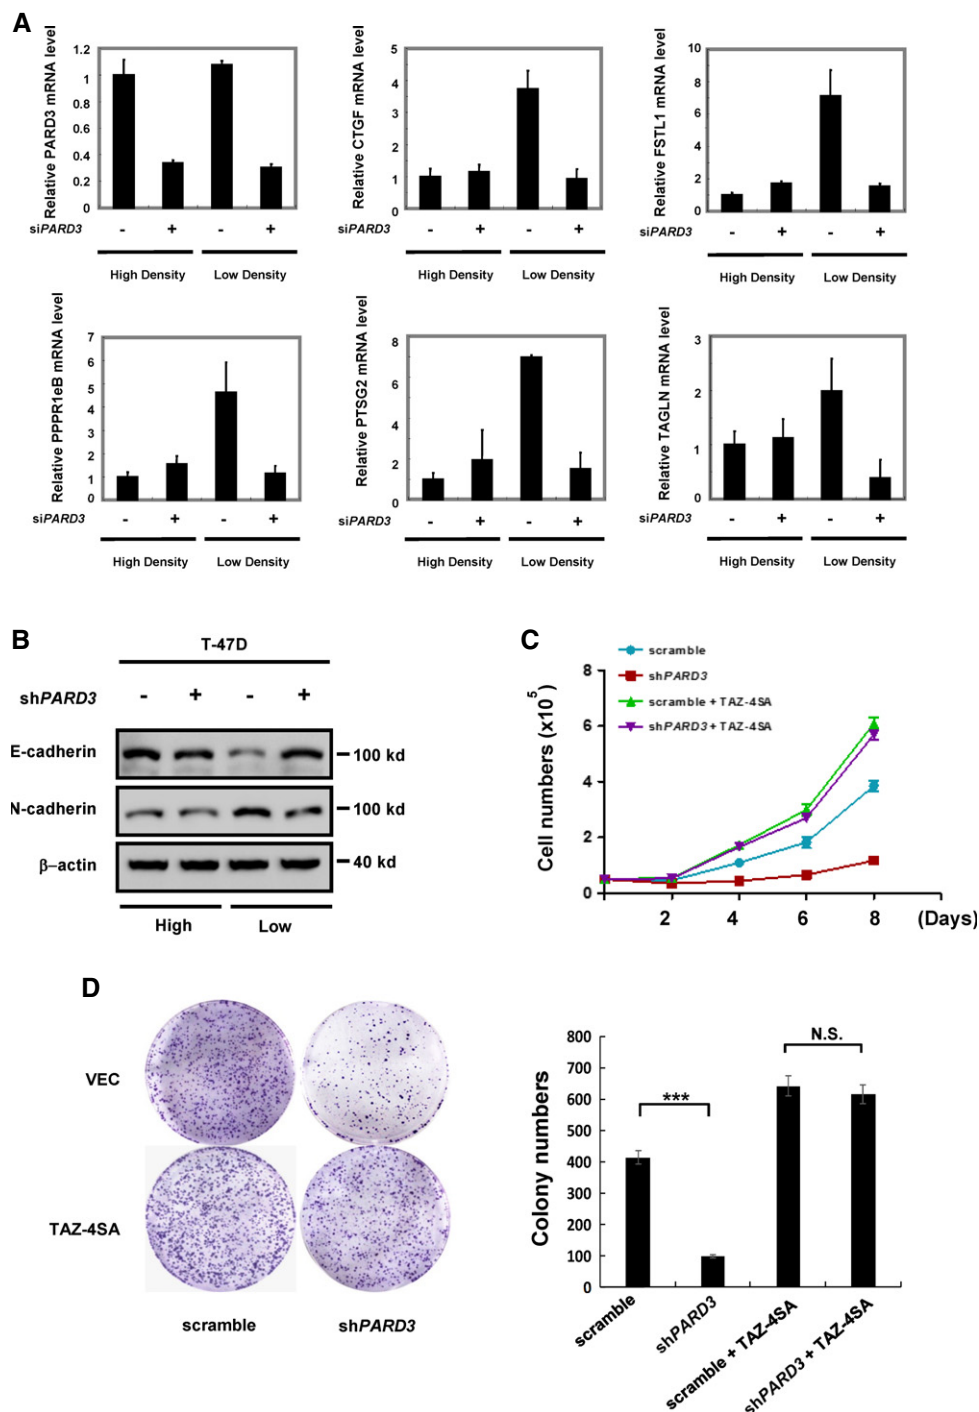 A
Relative PARD3 mRNA level
1.2
1
0.8
0.6
0.4
0.2
0
siPARD3 - + - +
High Density Low Density
Relative CTGF mRNA level
5
4
3
2
1
0
siPARD3 - + - +
High Density Low Density
Relative FSTL1 mRNA level
10
8
6
4
2
0
siPARD3 - + - +
High Density Low Density
Relative PPPR1eB mRNA level
7
6
5
4
3
2
1
0
siPARD3 - + - +
High Density Low Density
Relative PTSG2 mRNA level
8
6
4
2
0
siPARD3 - + - +
High Density Low Density
Relative TAGLN mRNA level
3
2
1
0
siPARD3 - + - +
High Density Low Density
B
T-47D
shPARD3 - + - +
E-cadherin 100 kd
N-cadherin 100 kd
β–actin 40 kd
High Low
C
scramble
shPARD3
scramble + TAZ-4SA
shPARD3 + TAZ-4SA
Cell numbers (x10⁵)
8
6
4
2
0
2 4 6 8 (Days)
D
VEC
TAZ-4SA
scramble shPARD3
Colony numbers
800
700
600
500
400
300
200
100
0
***
N.S.
scramble
shPARD3
scramble + TAZ-4SA
shPARD3 + TAZ-4SA